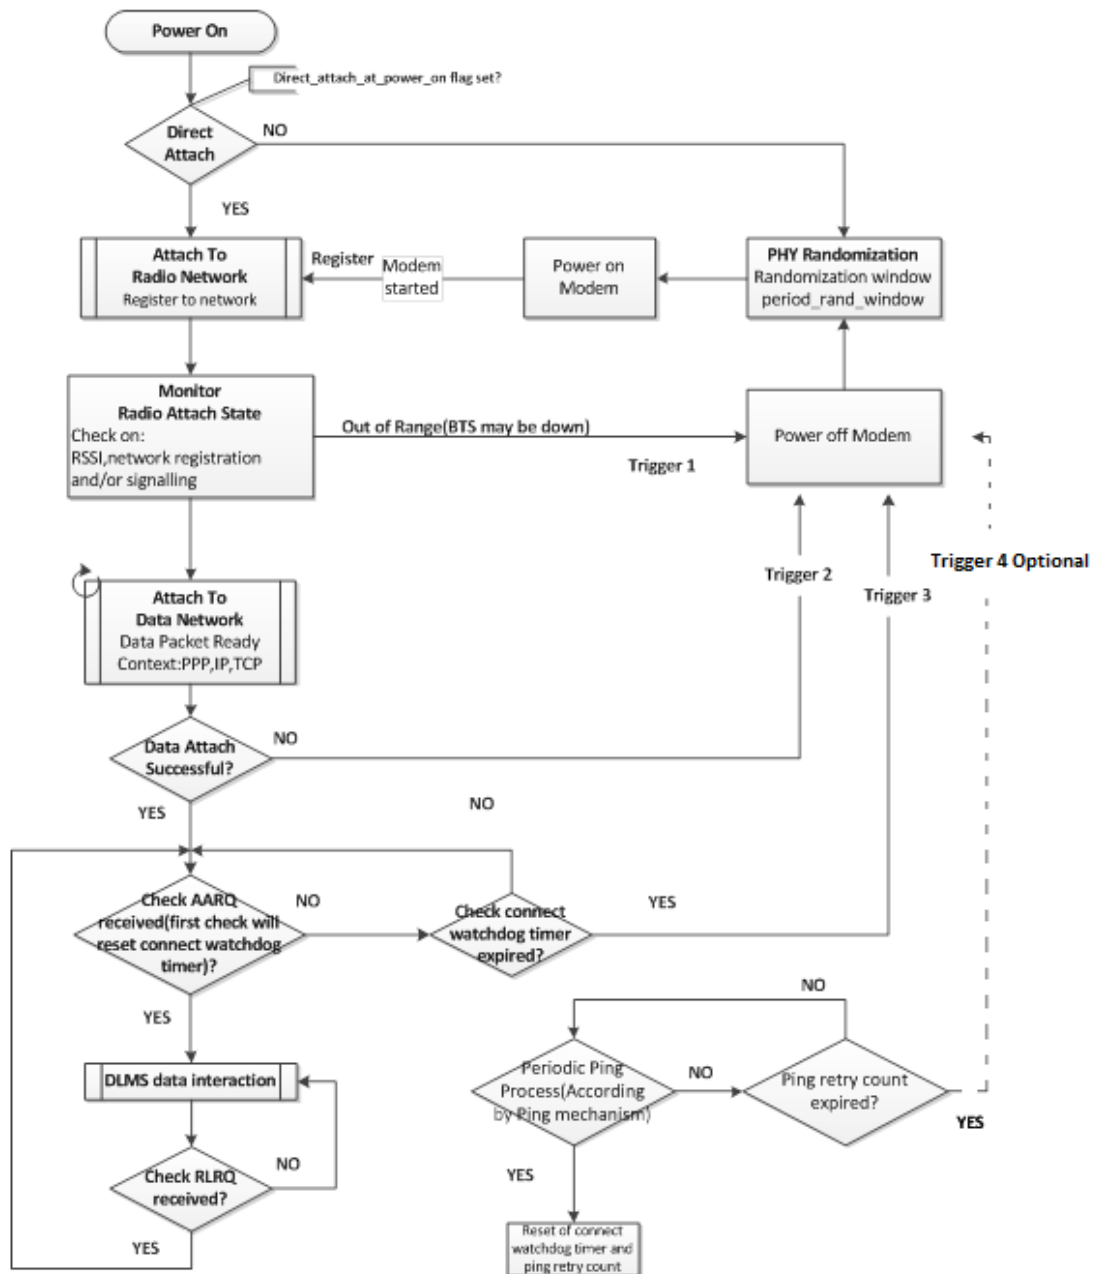 Power On
Direct_attach_at_power_on flag set?
Direct
Attach
NO
YES
Attach To
Radio Network
Register to network
Register
Modem
started
Power on
Modem
PHY Randomization
Randomization window
period_rand_window
Monitor
Radio Attach State
Check on:
RSSI,network registration
and/or signalling
Out of Range(BTS may be down)
Trigger 1
Power off Modem
Trigger 2
Trigger 3
Trigger 4 Optional
Attach To
Data Network
Data Packet Ready
Context:PPP,IP,TCP
Data Attach
Successful?
NO
YES
NO
Check AARQ
received(first check will
reset connect watchdog
timer)?
NO
Check connect
watchdog timer
expired?
YES
YES
DLMS data interaction
Check RLRQ
received?
NO
YES
NO
Periodic Ping
Process(According
by Ping mechanism)
NO
Ping retry count
expired?
YES
YES
Reset of connect
watchdog timer and
ping retry count